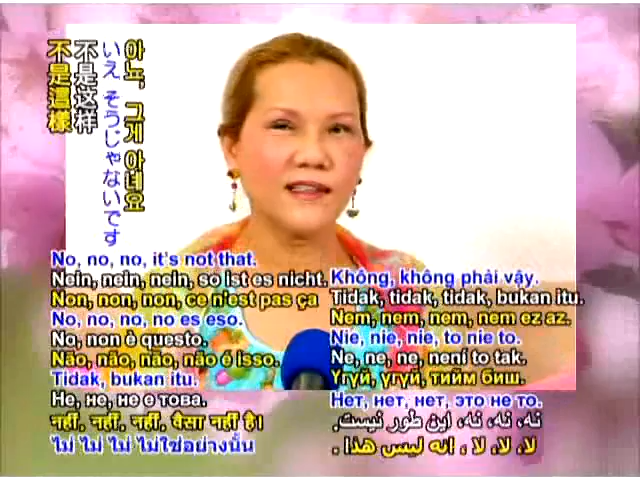 不是這樣
不是这样
いえ、そうじゃないです
아뇨, 그게 아녜요
No, no, no, it's not that.
Nein, nein, nein, so ist es nicht.
Non, non, non, ce n'est pas ça
No, no, no, no es eso.
No, non è questo.
Não, não, não, não é isso.
Tidak, bukan itu.
Не, не, не е това.
नहीं, नहीं, नहीं, वैसा नहीं है।
ไม่ ไม่ ไม่ ไม่ใช่อย่างนั้น
Không, không phải vậy.
Tidak, tidak, tidak, bukan itu.
Nem, nem, nem, nem ez az.
Nie, nie, nie, to nie to.
Ne, ne, ne, není to tak.
Үгүй, үгүй, тийм биш.
Нет, нет, нет, это не то.
نه، نه، نه، این طور نیست.
لا، لا، لا ، انه ليس هذا .